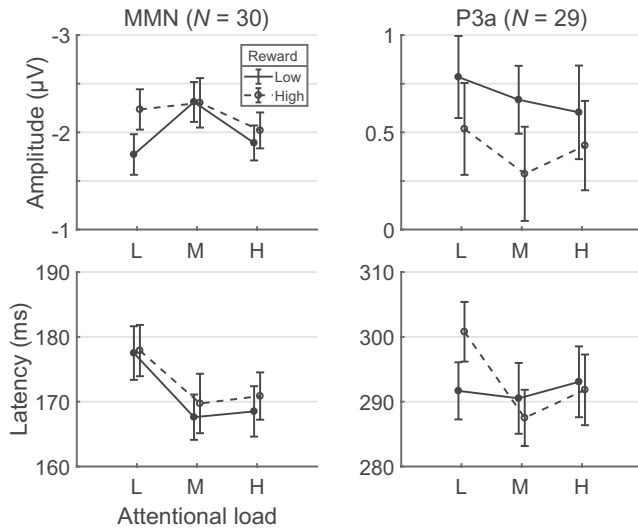 MMN (N = 30)
P3a (N = 29)
Amplitude (μV)
-3
-2
-1
Reward
Low
High
L
M
H
1
0.5
0
L
M
H
Latency (ms)
190
180
170
160
L
M
H
310
300
290
280
L
M
H
Attentional load